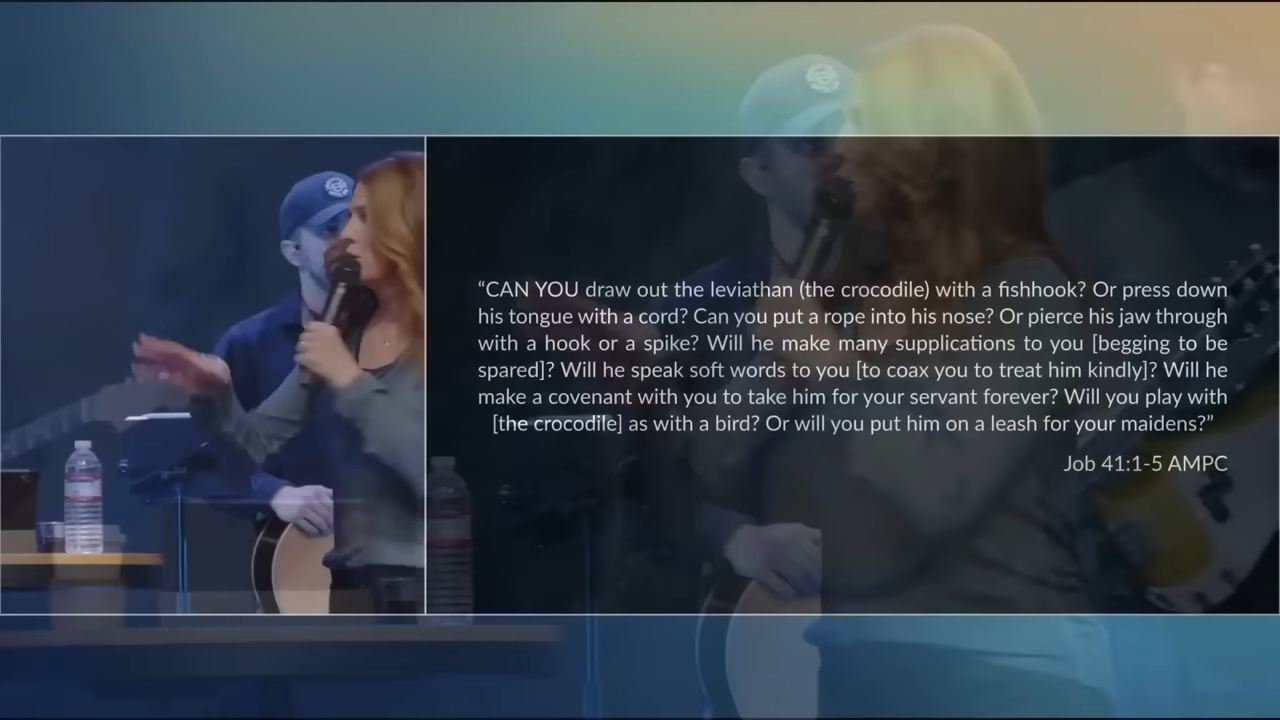 “CAN YOU draw out the leviathan (the crocodile) with a fishhook? Or press down
his tongue with a cord? Can you put a rope into his nose? Or pierce his jaw through
with a hook or a spike? Will he make many supplications to you [begging to be
spared]? Will he speak soft words to you [to coax you to treat him kindly]? Will he
make a covenant with you to take him for your servant forever? Will you play with
[the crocodile] as with a bird? Or will you put him on a leash for your maidens?”
Job 41:1-5 AMPC